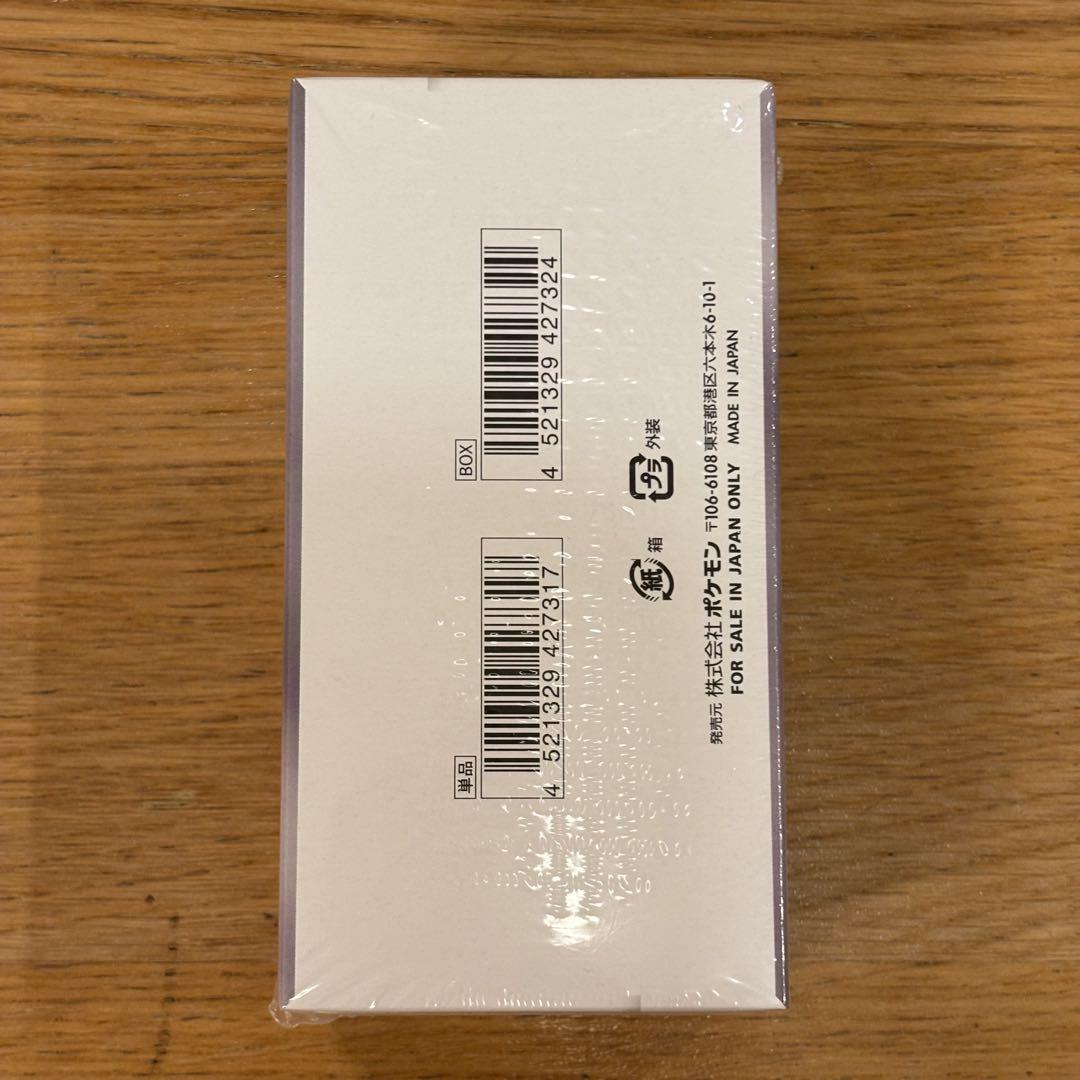 単品
4 521329 427317
BOX
4 521329 427324
紙 箱
プラ 外装
発売元 株式会社 ポケモン 〒106-6108 東京都港区六本木6-10-1
FOR SALE IN JAPAN ONLY MADE IN JAPAN